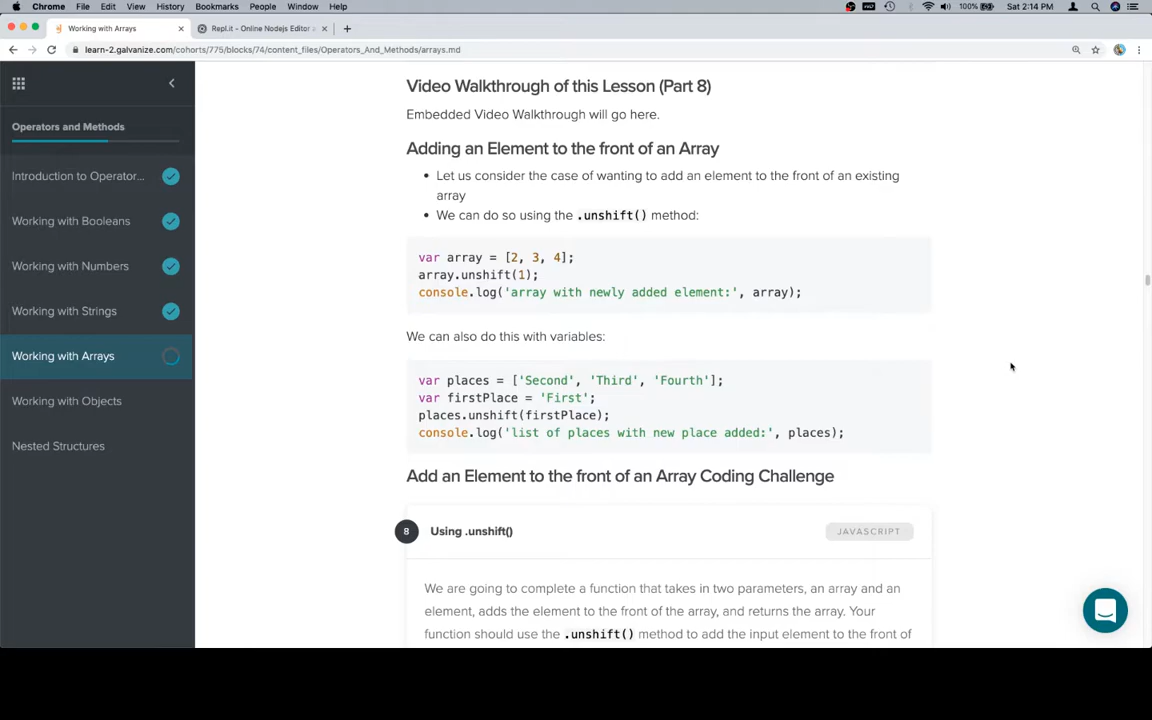 Chrome File Edit View History Bookmarks People Window Help 100% Sat 2:14 PM
Working with Arrays Repl.it - Online Nodejs Editor a
learn-2.galvanize.com/cohorts/775/blocks/74/content_files/Operators_And_Methods/arrays.md
Operators and Methods
Introduction to Operator...
Working with Booleans
Working with Numbers
Working with Strings
Working with Arrays
Working with Objects
Nested Structures
Video Walkthrough of this Lesson (Part 8)
Embedded Video Walkthrough will go here.
Adding an Element to the front of an Array
• Let us consider the case of wanting to add an element to the front of an existing
array
• We can do so using the .unshift() method:
var array = [2, 3, 4];
array.unshift(1);
console.log('array with newly added element:', array);
We can also do this with variables:
var places = ['Second', 'Third', 'Fourth'];
var firstPlace = 'First';
places.unshift(firstPlace);
console.log('list of places with new place added:', places);
Add an Element to the front of an Array Coding Challenge
8 Using .unshift() JAVASCRIPT
We are going to complete a function that takes in two parameters, an array and an
element, adds the element to the front of the array, and returns the array. Your
function should use the .unshift() method to add the input element to the front of